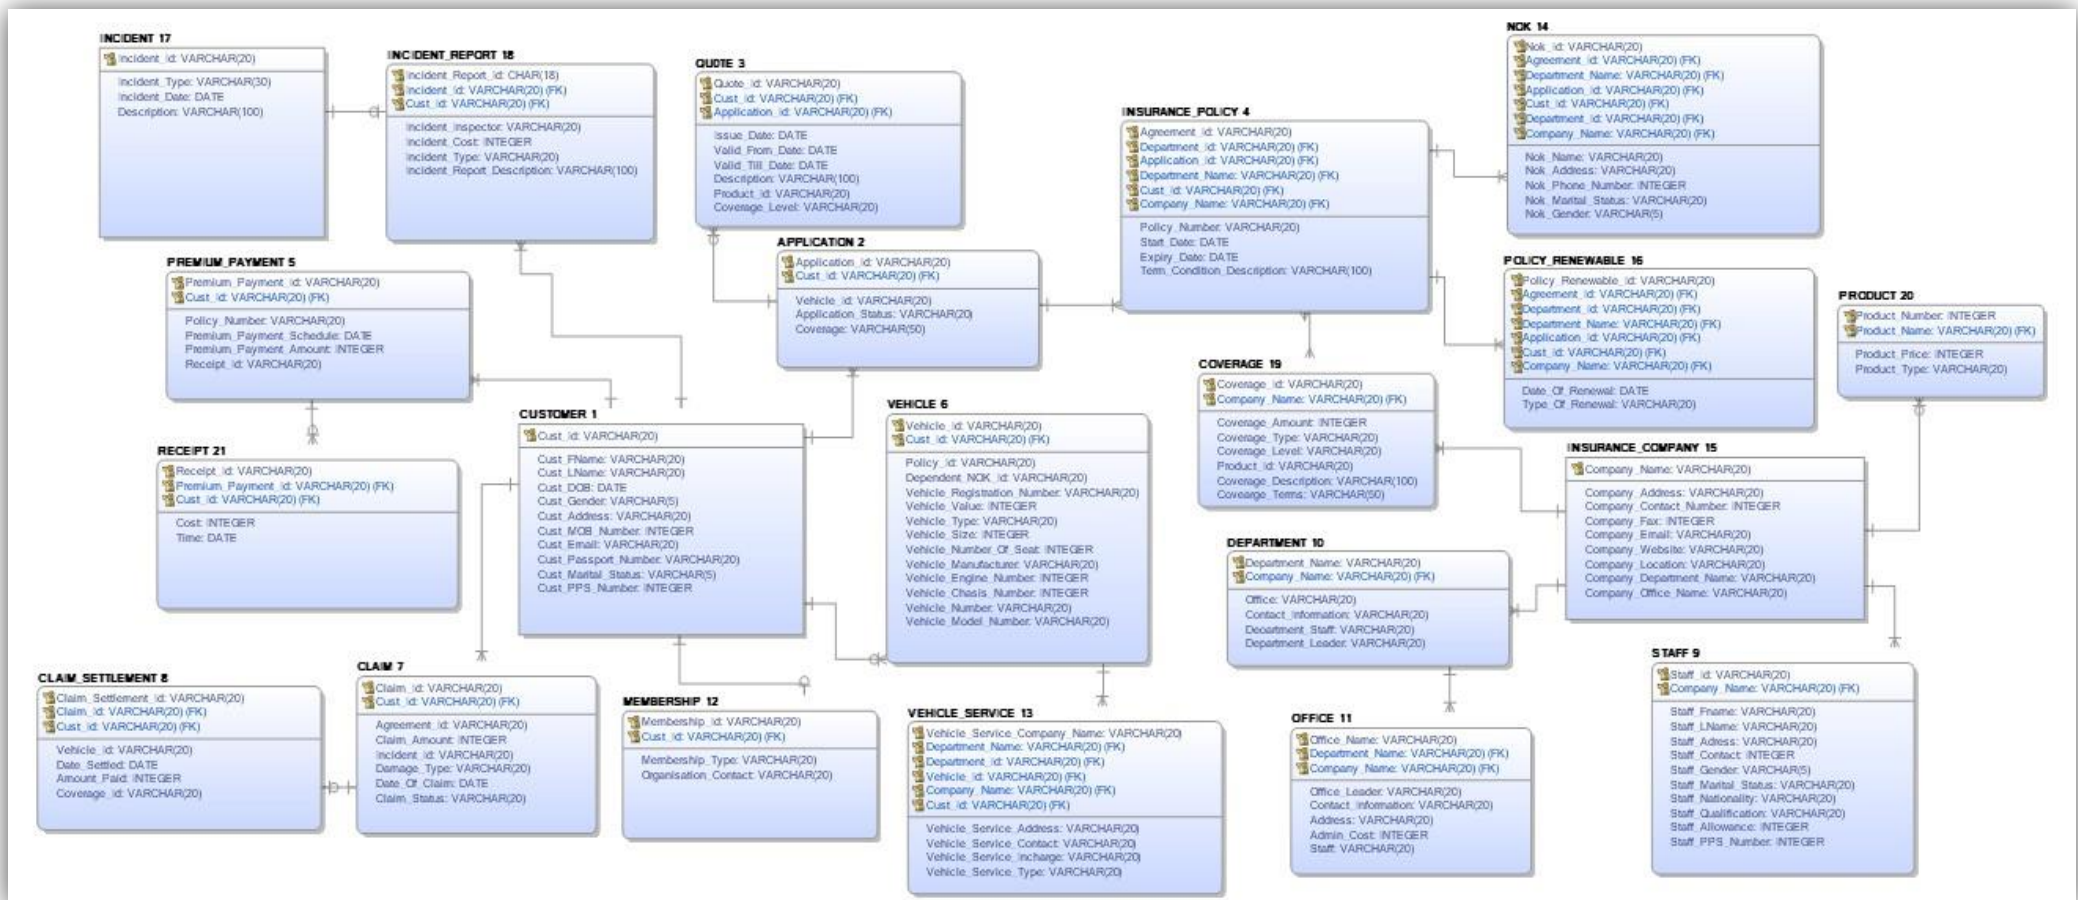 INCIDENT 17
Incident_Id: VARCHAR(20)
Incident_Type: VARCHAR(30)
Incident_Date: DATE
Description: VARCHAR(100)
INCIDENT_REPORT 18
Incident_Report_Id: CHAR(18)
Incident_Id: VARCHAR(20) (FK)
Cust_Id: VARCHAR(20) (FK)
Incident_Inspector: VARCHAR(20)
Incident_Cost: INTEGER
Incident_Type: VARCHAR(20)
Incident_Report_Description: VARCHAR(100)
QUOTE 3
Quote_Id: VARCHAR(20)
Cust_Id: VARCHAR(20) (FK)
Application_Id: VARCHAR(20) (FK)
Issue_Date: DATE
Valid_From_Date: DATE
Valid_Till_Date: DATE
Description: VARCHAR(100)
Product_Id: VARCHAR(20)
Coverage_Level: VARCHAR(20)
INSURANCE_POLICY 4
Agreement_Id: VARCHAR(20)
Department_Id: VARCHAR(20) (FK)
Application_Id: VARCHAR(20) (FK)
Department_Name: VARCHAR(20) (FK)
Cust_Id: VARCHAR(20) (FK)
Company_Name: VARCHAR(20) (FK)
Policy_Number: VARCHAR(20)
Start_Date: DATE
Expiry_Date: DATE
Term_Condition_Description: VARCHAR(100)
NOK 14
Nok_Id: VARCHAR(20)
Agreement_Id: VARCHAR(20) (FK)
Department_Name: VARCHAR(20) (FK)
Application_Id: VARCHAR(20) (FK)
Cust_Id: VARCHAR(20) (FK)
Department_Id: VARCHAR(20) (FK)
Company_Name: VARCHAR(20) (FK)
Nok_Name: VARCHAR(20)
Nok_Address: VARCHAR(20)
Nok_Phone_Number: INTEGER
Nok_Marital_Status: VARCHAR(20)
Nok_Gender: VARCHAR(5)
PREMIUM_PAYMENT 5
Premium_Payment_Id: VARCHAR(20)
Cust_Id: VARCHAR(20) (FK)
Policy_Number: VARCHAR(20)
Premium_Payment_Schedule: DATE
Premium_Payment_Amount: INTEGER
Receipt_Id: VARCHAR(20)
APPLICATION 2
Application_Id: VARCHAR(20)
Cust_Id: VARCHAR(20) (FK)
Vehicle_Id: VARCHAR(20)
Application_Status: VARCHAR(20)
Coverage: VARCHAR(50)
POLICY_RENEWABLE 16
Policy_Renewable_Id: VARCHAR(20)
Agreement_Id: VARCHAR(20) (FK)
Department_Id: VARCHAR(20) (FK)
Department_Name: VARCHAR(20) (FK)
Application_Id: VARCHAR(20) (FK)
Cust_Id: VARCHAR(20) (FK)
Company_Name: VARCHAR(20) (FK)
Date_Of_Renewal: DATE
Type_Of_Renewal: VARCHAR(20)
PRODUCT 20
Product_Number: INTEGER
Product_Name: VARCHAR(20) (FK)
Product_Price: INTEGER
Product_Type: VARCHAR(20)
RECEIPT 21
Receipt_Id: VARCHAR(20)
Premium_Payment_Id: VARCHAR(20) (FK)
Cust_Id: VARCHAR(20) (FK)
Cost: INTEGER
Time: DATE
CUSTOMER 1
Cust_Id: VARCHAR(20)
Cust_FName: VARCHAR(20)
Cust_LName: VARCHAR(20)
Cust_DOB: DATE
Cust_Gender: VARCHAR(5)
Cust_Address: VARCHAR(20)
Cust_MOB_Number: INTEGER
Cust_Email: VARCHAR(20)
Cust_Passport_Number: VARCHAR(20)
Cust_Marital_Status: VARCHAR(5)
Cust_PPS_Number: INTEGER
VEHICLE 6
Vehicle_Id: VARCHAR(20)
Cust_Id: VARCHAR(20) (FK)
Policy_Id: VARCHAR(20)
Dependent_NOK_Id: VARCHAR(20)
Vehicle_Registration_Number: VARCHAR(20)
Vehicle_Value: INTEGER
Vehicle_Type: VARCHAR(20)
Vehicle_Size: INTEGER
Vehicle_Number_Of_Seat: INTEGER
Vehicle_Manufacturer: VARCHAR(20)
Vehicle_Engine_Number: INTEGER
Vehicle_Chasis_Number: INTEGER
Vehicle_Number: VARCHAR(20)
Vehicle_Model_Number: VARCHAR(20)
COVERAGE 19
Coverage_Id: VARCHAR(20)
Company_Name: VARCHAR(20) (FK)
Coverage_Amount: INTEGER
Coverage_Type: VARCHAR(20)
Coverage_Level: VARCHAR(20)
Product_Id: VARCHAR(20)
Coverage_Description: VARCHAR(100)
Covearge_Terms: VARCHAR(50)
INSURANCE_COMPANY 15
Company_Name: VARCHAR(20)
Company_Address: VARCHAR(20)
Company_Contact_Number: INTEGER
Company_Fax: INTEGER
Company_Email: VARCHAR(20)
Company_Website: VARCHAR(20)
Company_Location: VARCHAR(20)
Company_Department_Name: VARCHAR(20)
Company_Office_Name: VARCHAR(20)
DEPARTMENT 10
Department_Name: VARCHAR(20)
Company_Name: VARCHAR(20) (FK)
Office: VARCHAR(20)
Contact_Information: VARCHAR(20)
Department_Staff: VARCHAR(20)
Department_Leader: VARCHAR(20)
CLAIM_SETTLEMENT 8
Claim_Settlement_Id: VARCHAR(20)
Claim_Id: VARCHAR(20) (FK)
Cust_Id: VARCHAR(20) (FK)
Vehicle_Id: VARCHAR(20)
Date_Settled: DATE
Amount_Paid: INTEGER
Coverage_Id: VARCHAR(20)
CLAIM 7
Claim_Id: VARCHAR(20)
Cust_Id: VARCHAR(20) (FK)
Agreement_Id: VARCHAR(20)
Claim_Amount: INTEGER
Incident_Id: VARCHAR(20)
Damage_Type: VARCHAR(20)
Date_Of_Claim: DATE
Claim_Status: VARCHAR(20)
MEMBERSHIP 12
Membership_Id: VARCHAR(20)
Cust_Id: VARCHAR(20) (FK)
Membership_Type: VARCHAR(20)
Organisation_Contact: VARCHAR(20)
VEHICLE_SERVICE 13
Vehicle_Service_Company_Name: VARCHAR(20)
Department_Name: VARCHAR(20) (FK)
Department_Id: VARCHAR(20) (FK)
Vehicle_Id: VARCHAR(20) (FK)
Company_Name: VARCHAR(20) (FK)
Cust_Id: VARCHAR(20) (FK)
Vehicle_Service_Address: VARCHAR(20)
Vehicle_Service_Contact: VARCHAR(20)
Vehicle_Service_Incharge: VARCHAR(20)
Vehicle_Service_Type: VARCHAR(20)
OFFICE 11
Office_Name: VARCHAR(20)
Department_Name: VARCHAR(20) (FK)
Company_Name: VARCHAR(20) (FK)
Office_Leader: VARCHAR(20)
Contact_Information: VARCHAR(20)
Address: VARCHAR(20)
Admin_Cost: INTEGER
Staff: VARCHAR(20)
STAFF 9
Staff_Id: VARCHAR(20)
Company_Name: VARCHAR(20) (FK)
Staff_Fname: VARCHAR(20)
Staff_LName: VARCHAR(20)
Staff_Adress: VARCHAR(20)
Staff_Contact: INTEGER
Staff_Gender: VARCHAR(5)
Staff_Marital_Status: VARCHAR(20)
Staff_Nationality: VARCHAR(20)
Staff_Qualification: VARCHAR(20)
Staff_Allowance: INTEGER
Staff_PPS_Number: INTEGER